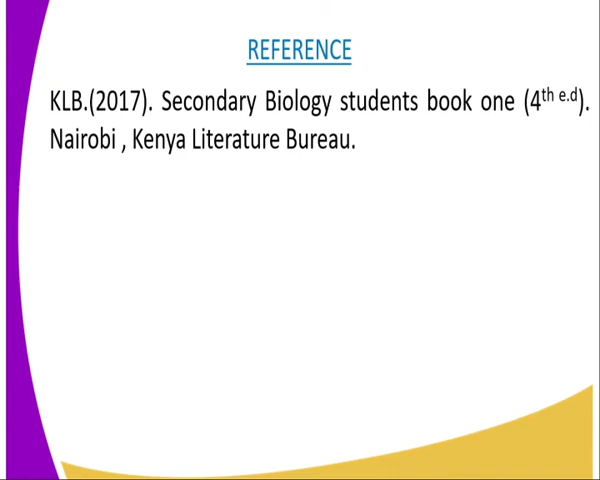 REFERENCE
KLB.(2017). Secondary Biology students book one (4th e.d).
Nairobi , Kenya Literature Bureau.